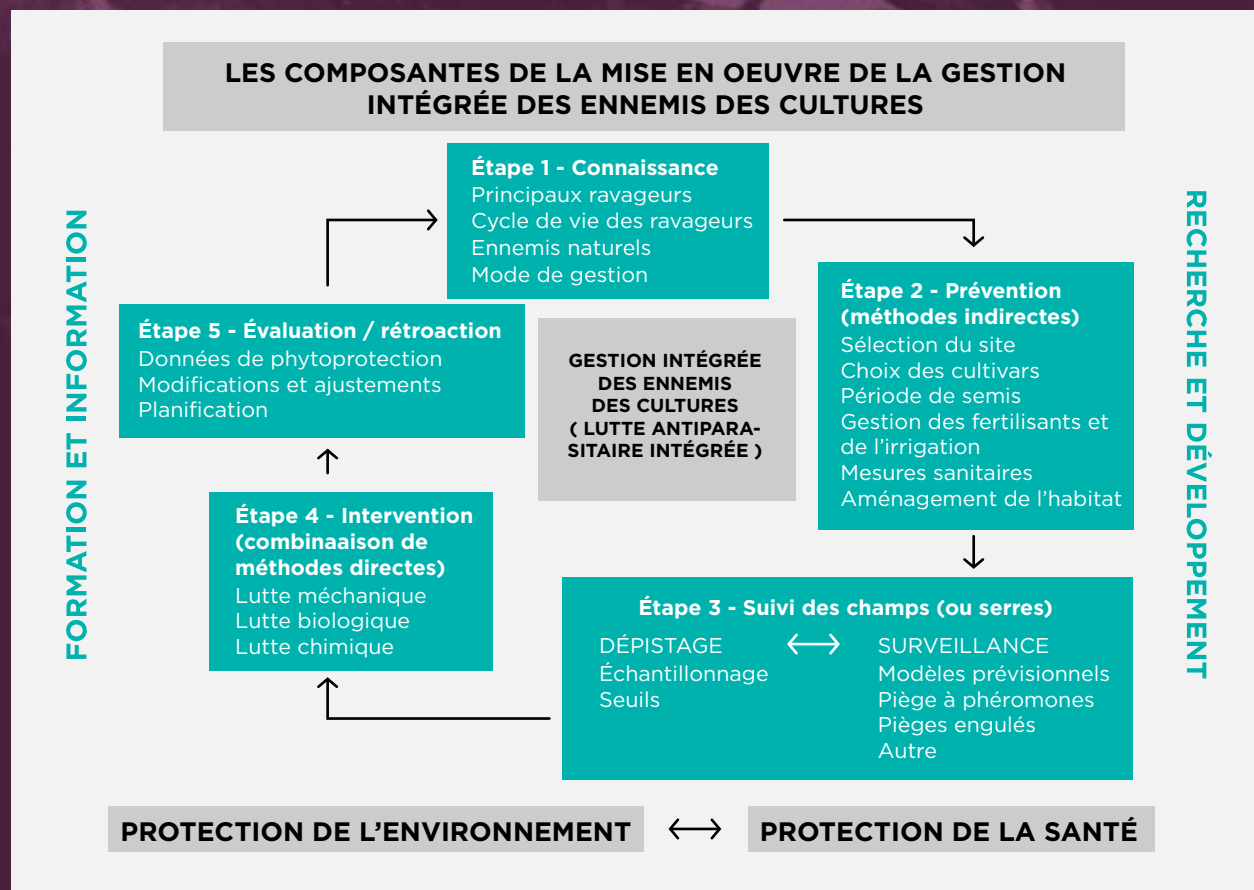 LES COMPOSANTES DE LA MISE EN OEUVRE DE LA GESTION
INTÉGRÉE DES ENNEMIS DES CULTURES
FORMATION ET INFORMATION
Étape 1 - Connaissance
Principaux ravageurs
Cycle de vie des ravageurs
Ennemis naturels
Mode de gestion
RECHERCHE ET DÉVELOPPEMENT
Étape 2 - Prévention
(méthodes indirectes)
Sélection du site
Choix des cultivars
Période de semis
Gestion des fertilisants et
de l'irrigation
Mesures sanitaires
Aménagement de l'habitat
Étape 5 - Évaluation / rétroaction
Données de phytoprotection
Modifications et ajustements
Planification
GESTION INTÉGRÉE
DES ENNEMIS
DES CULTURES
( LUTTE ANTIPARA-
SITAIRE INTÉGRÉE )
Étape 4 - Intervention
(combinaaison de
méthodes directes)
Lutte méchanique
Lutte biologique
Lutte chimique
Étape 3 - Suivi des champs (ou serres)
DÉPISTAGE
Échantillonnage
Seuils
SURVEILLANCE
Modèles prévisionnels
Piège à phéromones
Pièges engulés
Autre
PROTECTION DE L'ENVIRONNEMENT
PROTECTION DE LA SANTÉ